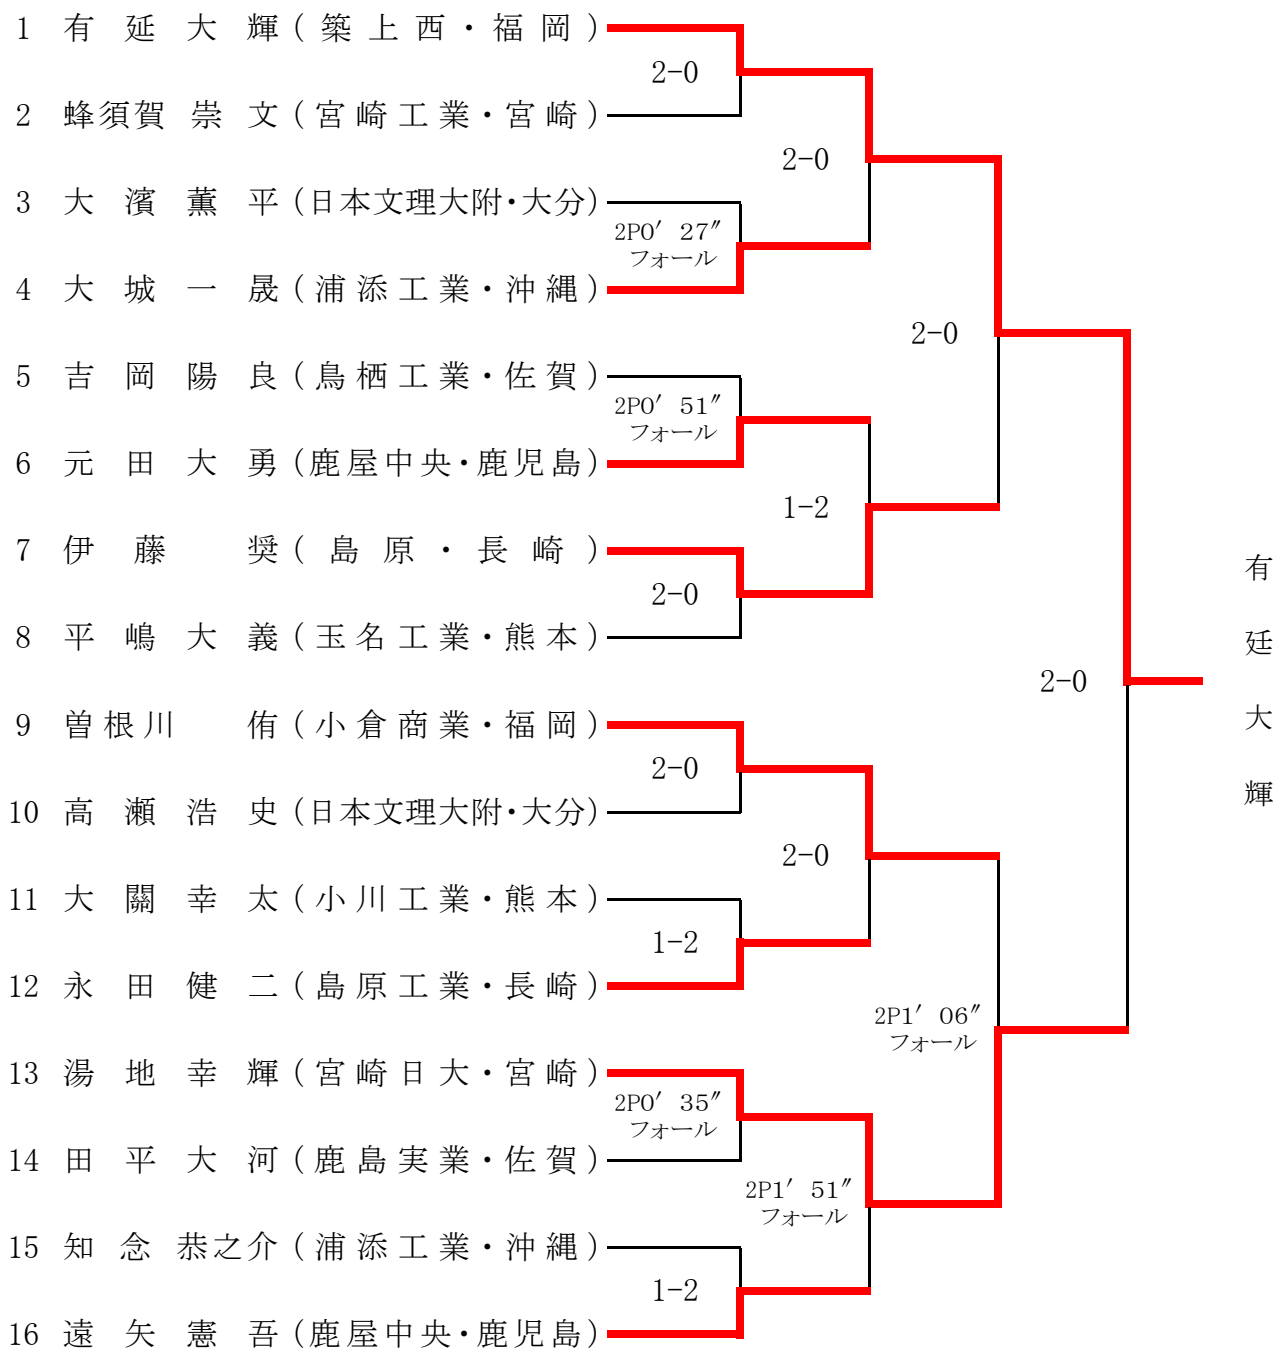 1 有延大輝(築上西・福岡)
2-0
2 蜂須賀崇文(宮崎工業・宮崎)
2-0
3 大濱薫平(日本文理大附・大分)
2P0′27″
フォール
4 大城一晟(浦添工業・沖縄)
2-0
5 吉岡陽良(鳥栖工業・佐賀)
2P0′51″
フォール
6 元田大勇(鹿屋中央・鹿児島)
1-2
7 伊藤奨(島原・長崎)
2-0
8 平嶋大義(玉名工業・熊本)
2-0
有廷大輝
9 曽根川侑(小倉商業・福岡)
2-0
10 高瀬浩史(日本文理大附・大分)
2-0
11 大關幸太(小川工業・熊本)
1-2
12 永田健二(島原工業・長崎)
2P1′06″
フォール
13 湯地幸輝(宮崎日大・宮崎)
2P0′35″
フォール
14 田平大河(鹿島実業・佐賀)
2P1′51″
フォール
15 知念恭之介(浦添工業・沖縄)
1-2
16 遠矢憲吾(鹿屋中央・鹿児島)